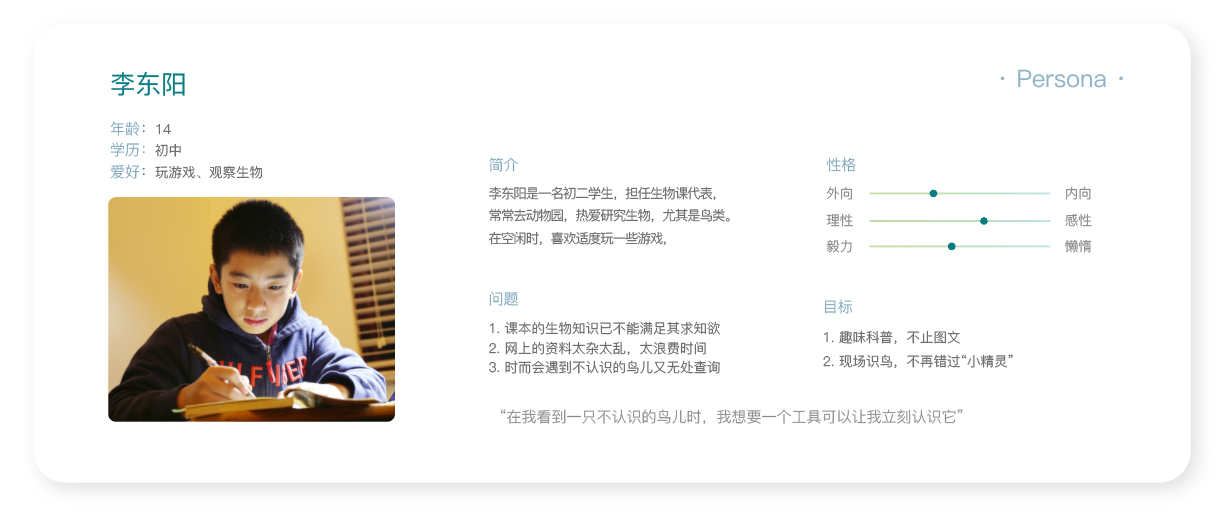 李东阳
· Persona ·
年龄：14
学历：初中
爱好：玩游戏、观察生物
简介
李东阳是一名初二学生，担任生物课代表，
常常去动物园，热爱研究生物，尤其是鸟类。
在空闲时，喜欢适度玩一些游戏，
性格
外向 内向
理性 感性
毅力 懒惰
问题
1. 课本的生物知识已不能满足其求知欲
2. 网上的资料太杂太乱，太浪费时间
3. 时而会遇到不认识的鸟儿又无处查询
目标
1. 趣味科普，不止图文
2. 现场识鸟，不再错过“小精灵”
“在我看到一只不认识的鸟儿时，我想要一个工具可以让我立刻认识它”